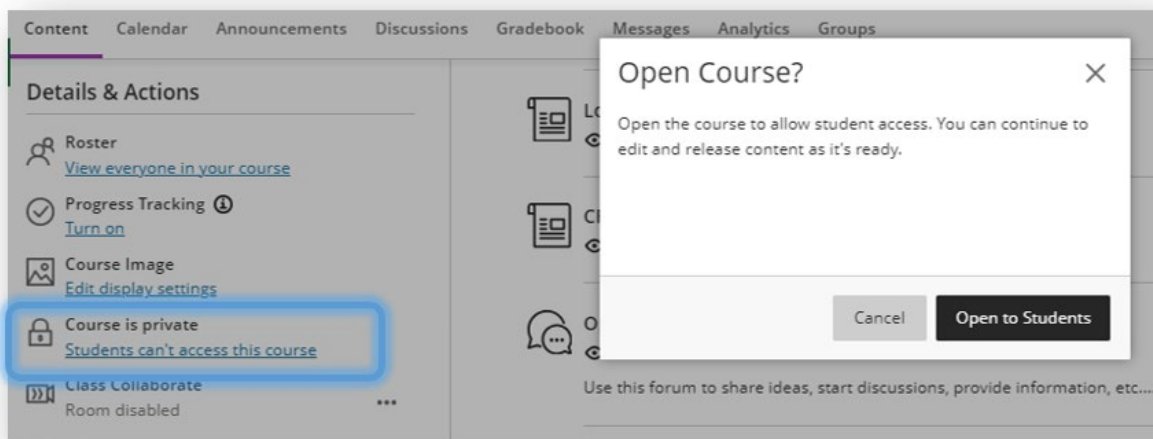 Content Calendar Announcements Discussions Gradebook Messages Analytics Groups
Details & Actions
Roster
View everyone in your course
Progress Tracking
Turn on
Course Image
Edit display settings
Course is private
Students can't access this course
Class Collaborate
Room disabled
Open Course?
Open the course to allow student access. You can continue to
edit and release content as it's ready.
Cancel Open to Students
Use this forum to share ideas, start discussions, provide information, etc....